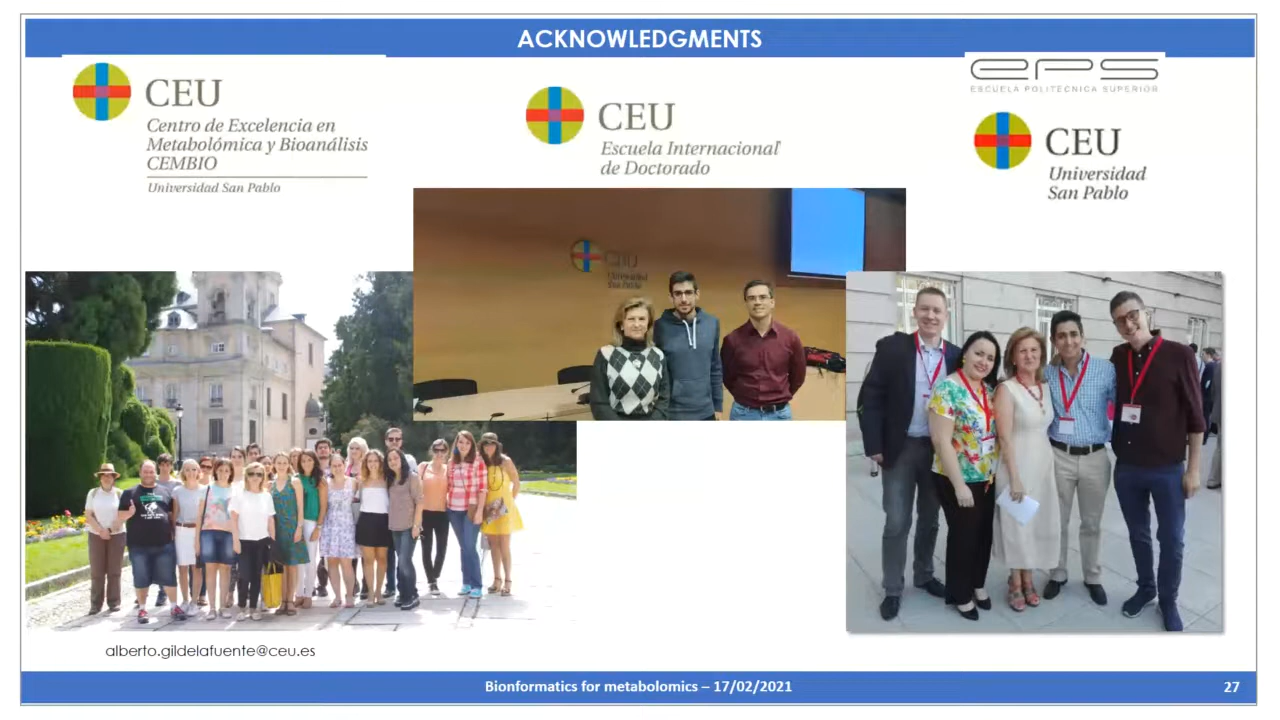 ACKNOWLEDGMENTS
CEU
Centro de Excelencia en
Metabolómica y Bioanálisis
CEMBIO
Universidad San Pablo
CEU
Escuela Internacional
de Doctorado
eps
ESCUELA POLITECNICA SUPERIOR
CEU
Universidad
San Pablo
CEU
Universidad
San Pablo
alberto.gildelafuente@ceu.es
Bionformatics for metabolomics – 17/02/2021
27